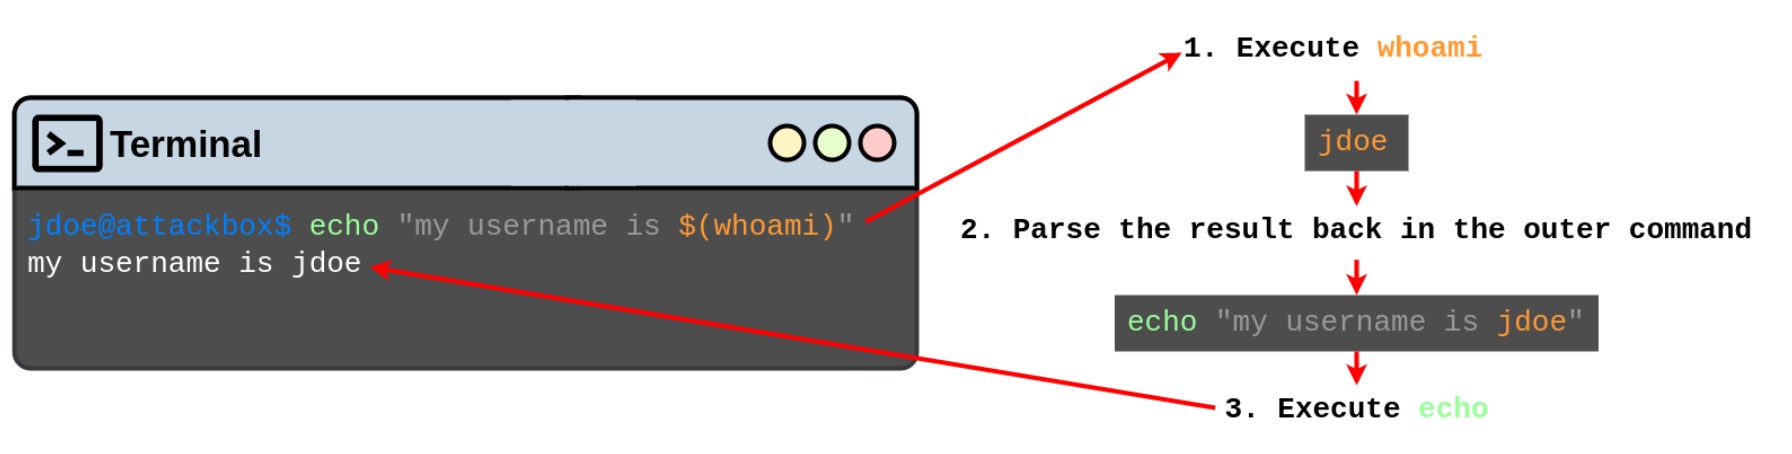 Terminal
jdoe@attackbox$ echo "my username is $(whoami)"
my username is jdoe
1. Execute whoami
jdoe
2. Parse the result back in the outer command
echo "my username is jdoe"
3. Execute echo